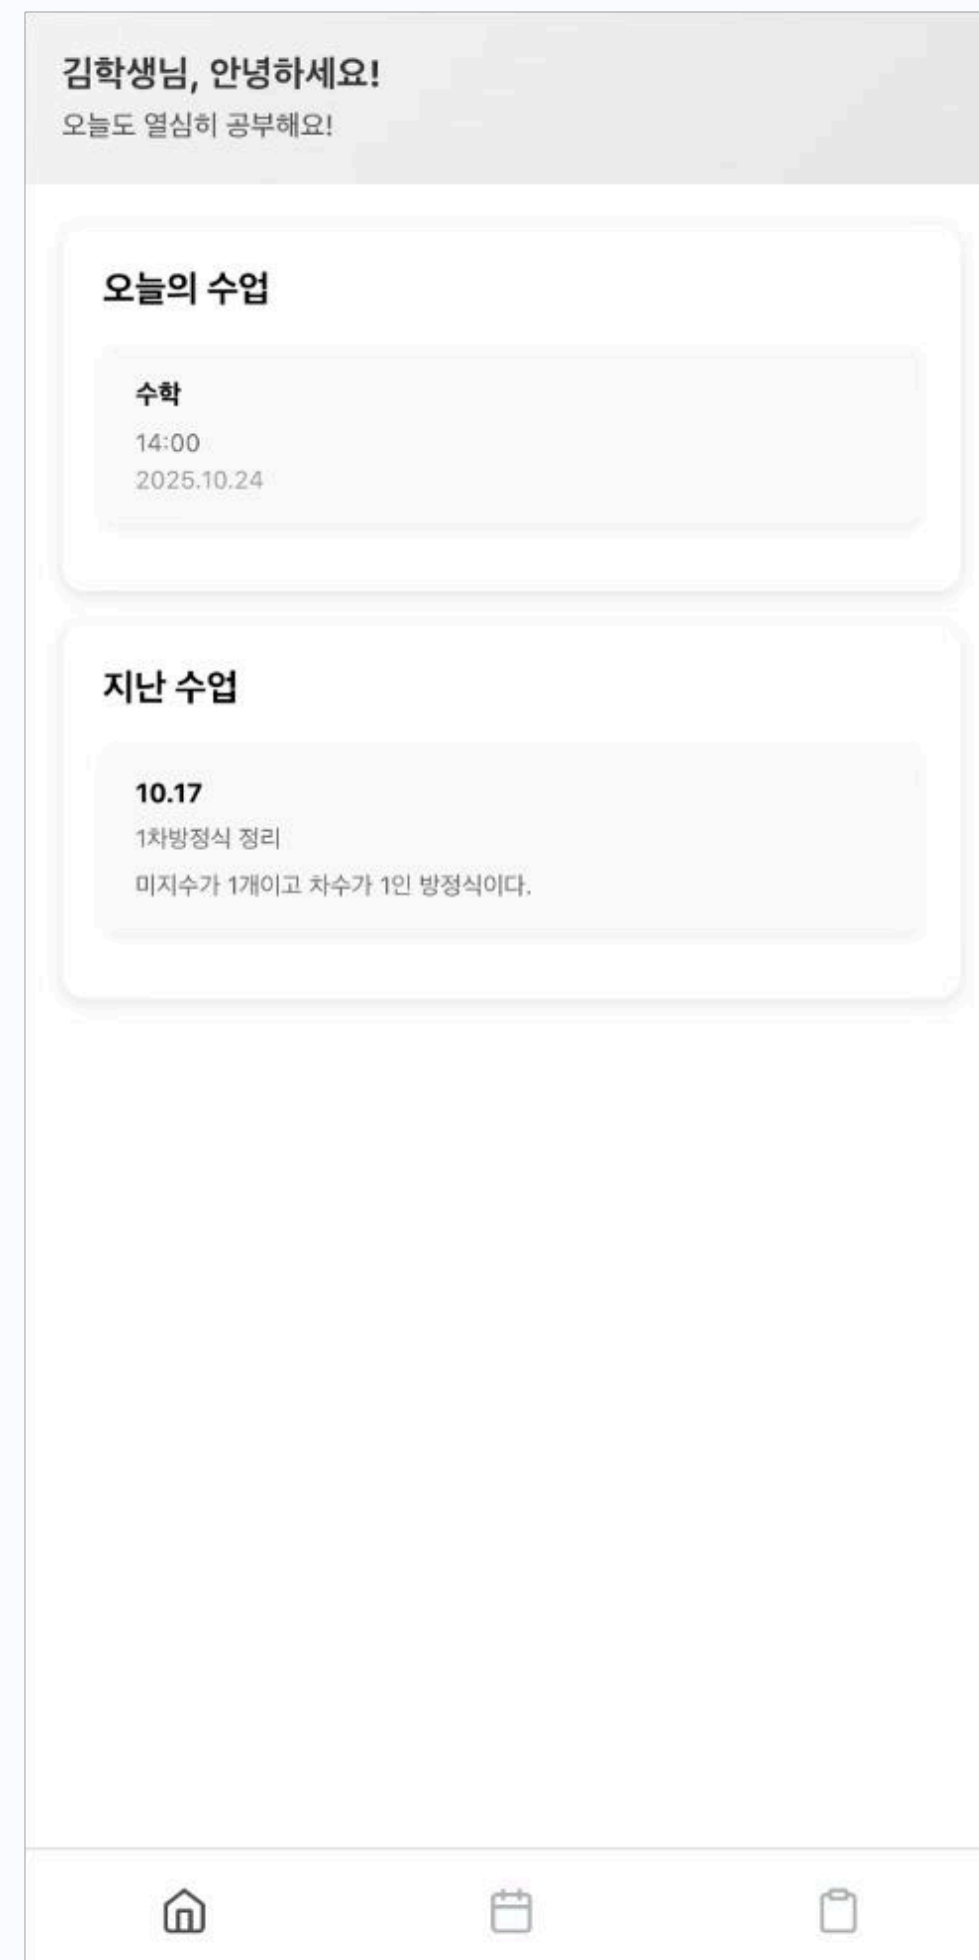 김학생님, 안녕하세요!
오늘도 열심히 공부해요!
오늘의 수업
수학
14:00
2025.10.24
지난 수업
10.17
1차방정식 정리
미지수가 1개이고 차수가 1인 방정식이다.